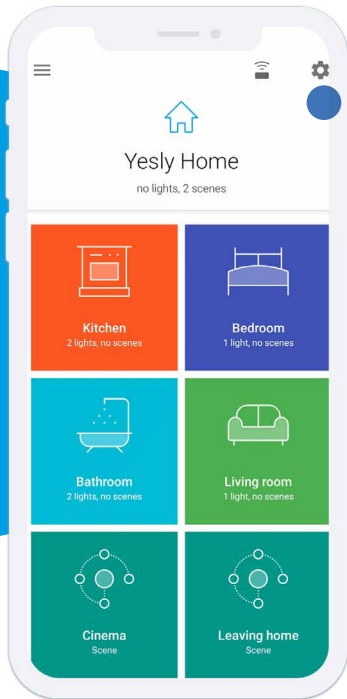 Yesly Home
no lights, 2 scenes
Kitchen
2 lights, no scenes
Bedroom
1 light, no scenes
Bathroom
2 lights, no scenes
Living room
1 light, no scenes
Cinema
Scene
Leaving home
Scene